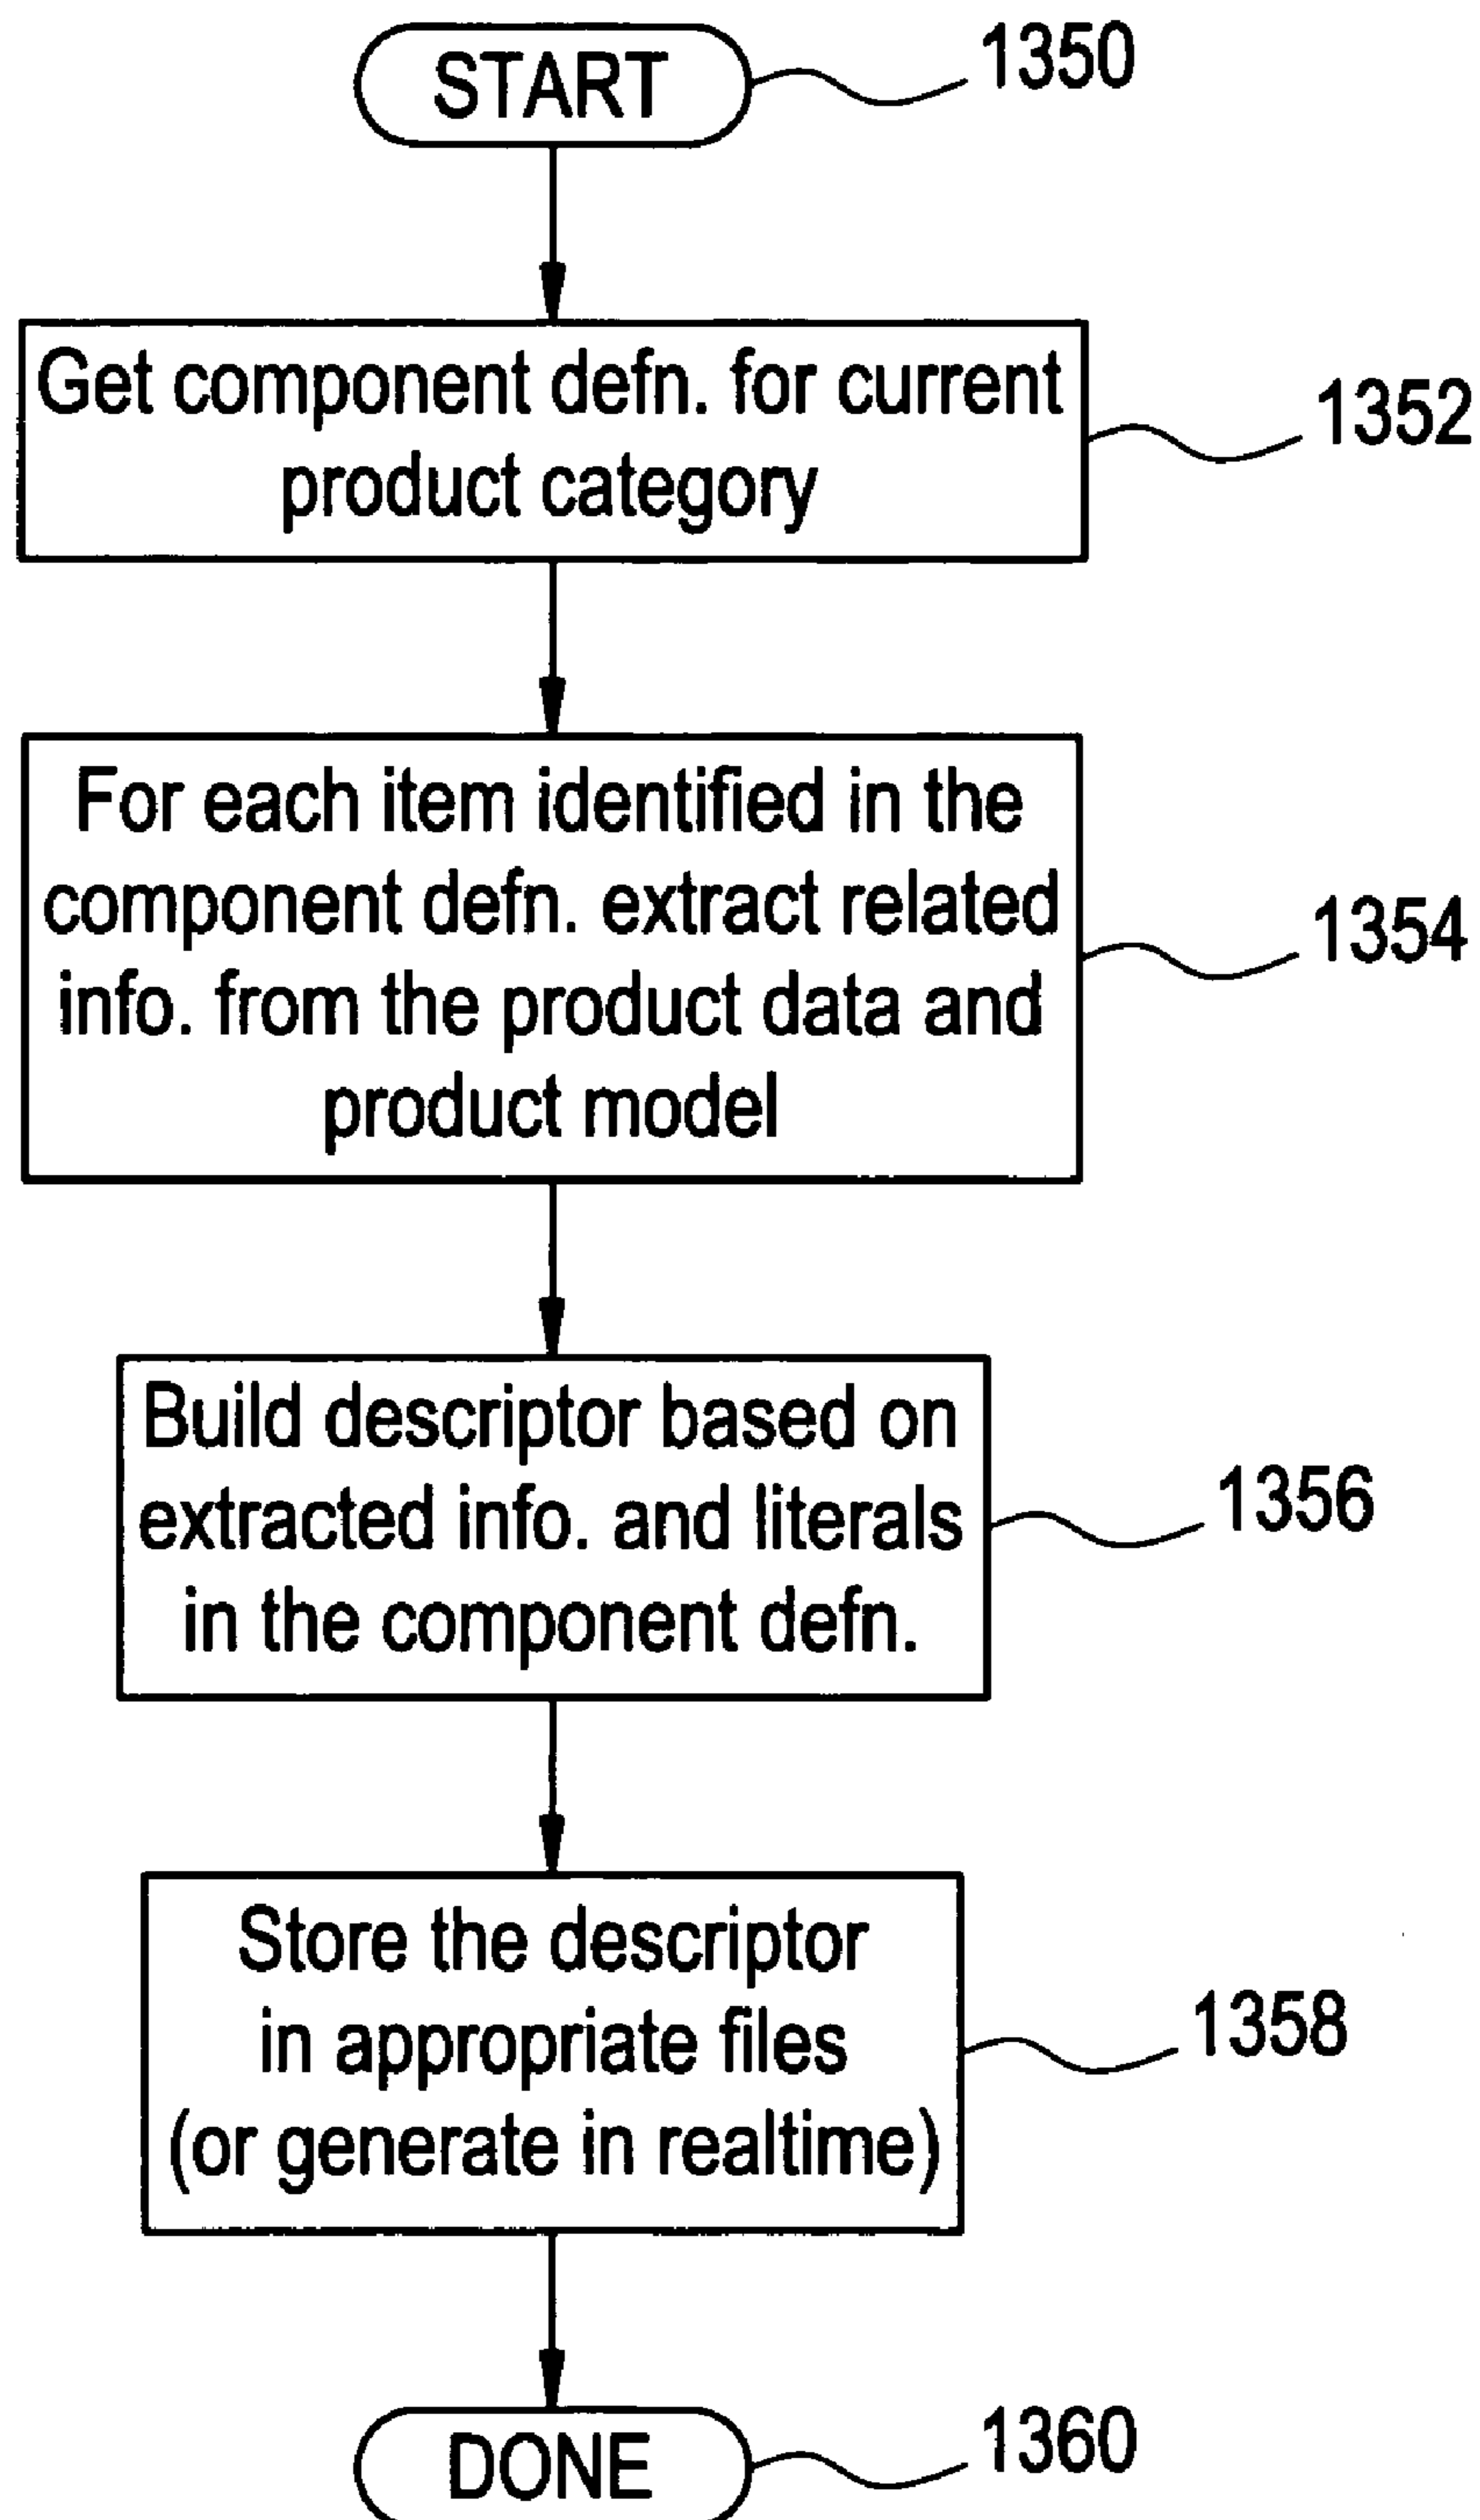 START
1350
Get component defn. for current
product category
1352
For each item identified in the
component defn. extract related
info. from the product data and
product model
1354
Build descriptor based on
extracted info. and literals
in the component defn.
1356
Store the descriptor
in appropriate files
(or generate in realtime)
1358
DONE
1360